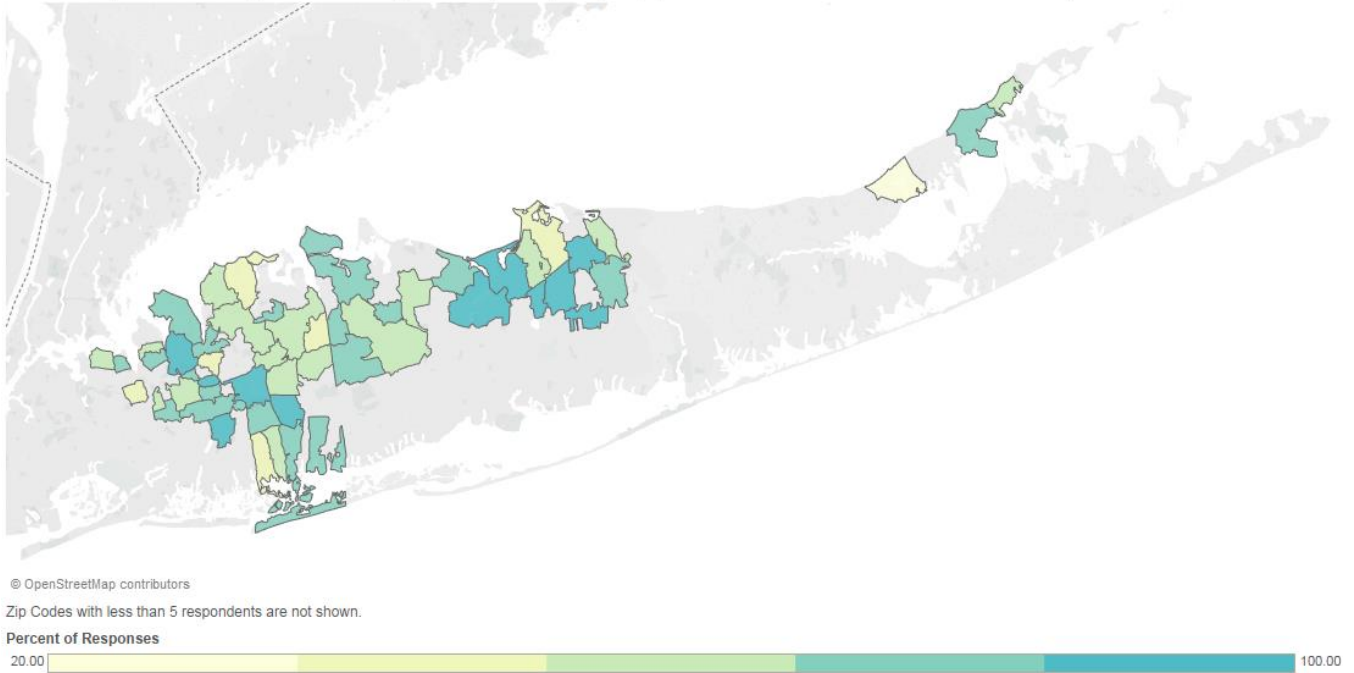 © OpenStreetMap contributors
Zip Codes with less than 5 respondents are not shown.
Percent of Responses
20.00 100.00